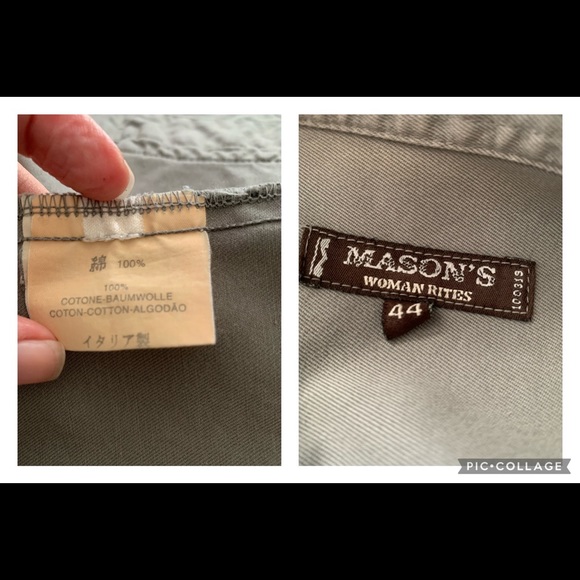 綿 100%
100%
COTONE-BAUMWOLLE
COTON-COTTON-ALGODÃO
イタリア製
MASON'S
WOMAN RITES
100319
44
PIC•COLLAGE